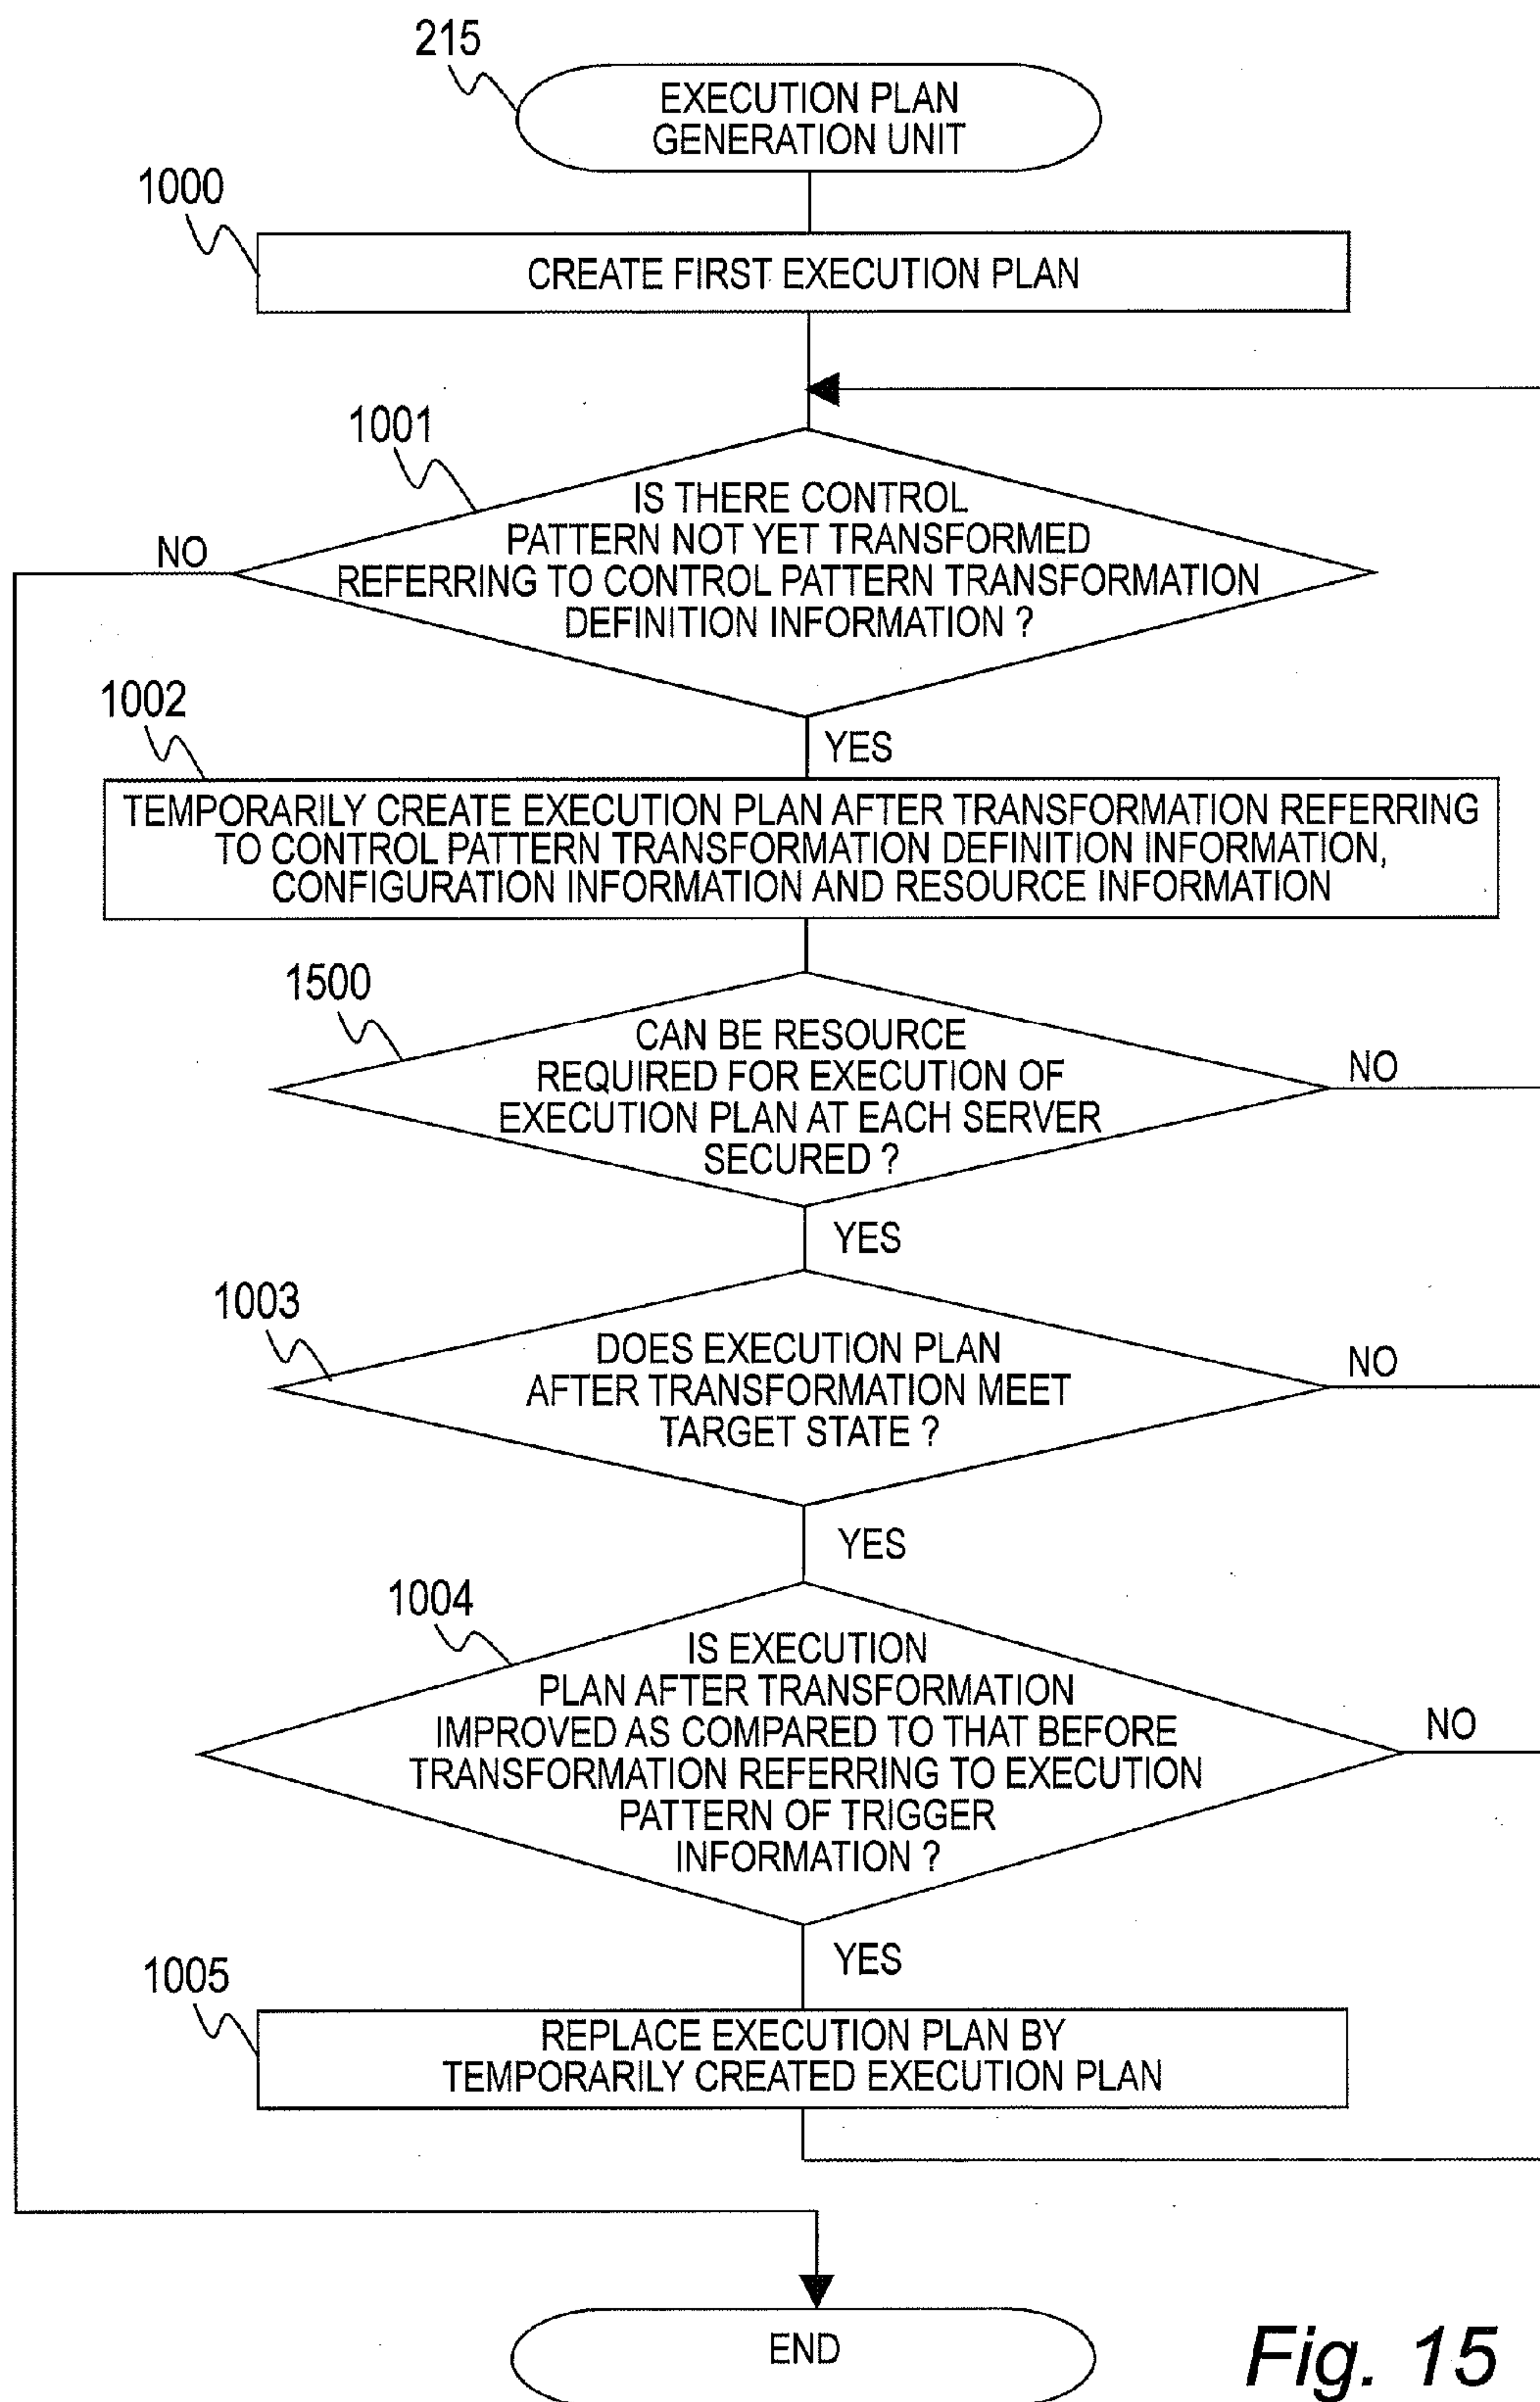 215
EXECUTION PLAN
GENERATION UNIT
1000
CREATE FIRST EXECUTION PLAN
1001
IS THERE CONTROL
PATTERN NOT YET TRANSFORMED
REFERRING TO CONTROL PATTERN TRANSFORMATION
DEFINITION INFORMATION ?
NO
YES
1002
TEMPORARILY CREATE EXECUTION PLAN AFTER TRANSFORMATION REFERRING
TO CONTROL PATTERN TRANSFORMATION DEFINITION INFORMATION,
CONFIGURATION INFORMATION AND RESOURCE INFORMATION
1500
CAN BE RESOURCE
REQUIRED FOR EXECUTION OF
EXECUTION PLAN AT EACH SERVER
SECURED ?
NO
YES
1003
DOES EXECUTION PLAN
AFTER TRANSFORMATION MEET
TARGET STATE ?
NO
YES
1004
IS EXECUTION
PLAN AFTER TRANSFORMATION
IMPROVED AS COMPARED TO THAT BEFORE
TRANSFORMATION REFERRING TO EXECUTION
PATTERN OF TRIGGER
INFORMATION ?
NO
YES
1005
REPLACE EXECUTION PLAN BY
TEMPORARILY CREATED EXECUTION PLAN
END
Fig. 15